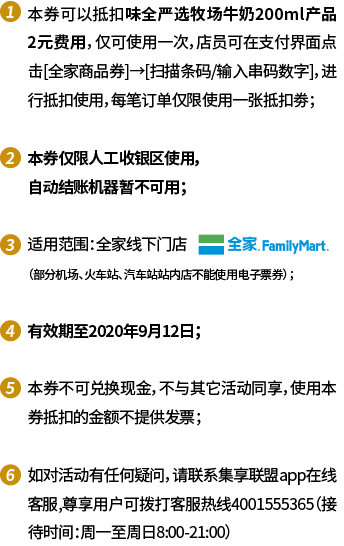 1 本券可以抵扣味全严选牧场牛奶200ml产品
2元费用，仅可使用一次，店员可在支付界面点
击[全家商品券]→[扫描条码/输入串码数字]，进
行抵扣使用，每笔订单仅限使用一张抵扣券；
2 本券仅限人工收银区使用，
自动结账机器暂不可用；
3 适用范围：全家线下门店 全家.FamilyMart.
（部分机场、火车站、汽车站站内店不能使用电子票券）；
4 有效期至2020年9月12日；
5 本券不可兑换现金，不与其它活动同享，使用本
券抵扣的金额不提供发票；
6 如对活动有任何疑问，请联系集享联盟app在线
客服,尊享用户可拨打客服热线4001555365（接
待时间：周一至周日8:00-21:00）